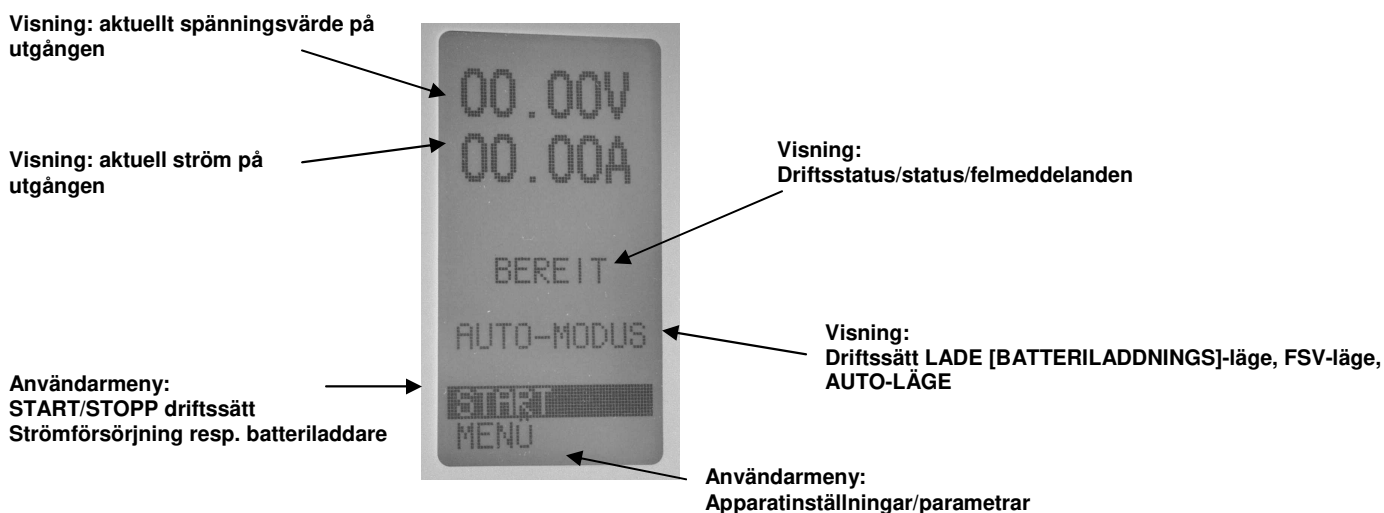 Visning: aktuellt spänningsvärde på
utgången
Visning: aktuell ström på
utgången
Användarmeny:
START/STOPP driftssätt
Strömförsörjning resp. batteriladdare
00.00V
00.00A
BEREIT
AUTO-MODUS
START
MENÜ
Visning:
Driftsstatus/status/felmeddelanden
Visning:
Driftssätt LADE [BATTERILADDNINGS]-läge, FSV-läge,
AUTO-LÄGE
Användarmeny:
Apparatinställningar/parametrar